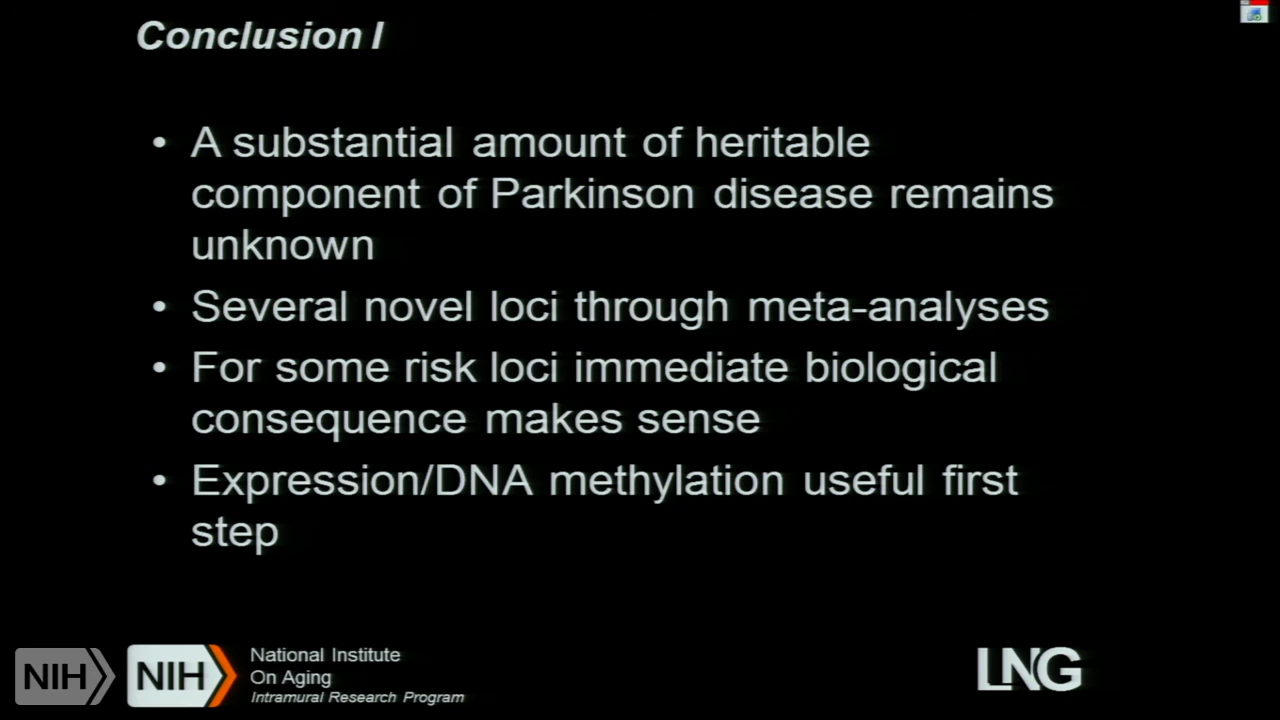 Conclusion I
• A substantial amount of heritable
component of Parkinson disease remains
unknown
• Several novel loci through meta-analyses
• For some risk loci immediate biological
consequence makes sense
• Expression/DNA methylation useful first
step
NIH
NIH
National Institute
On Aging
Intramural Research Program
LNG